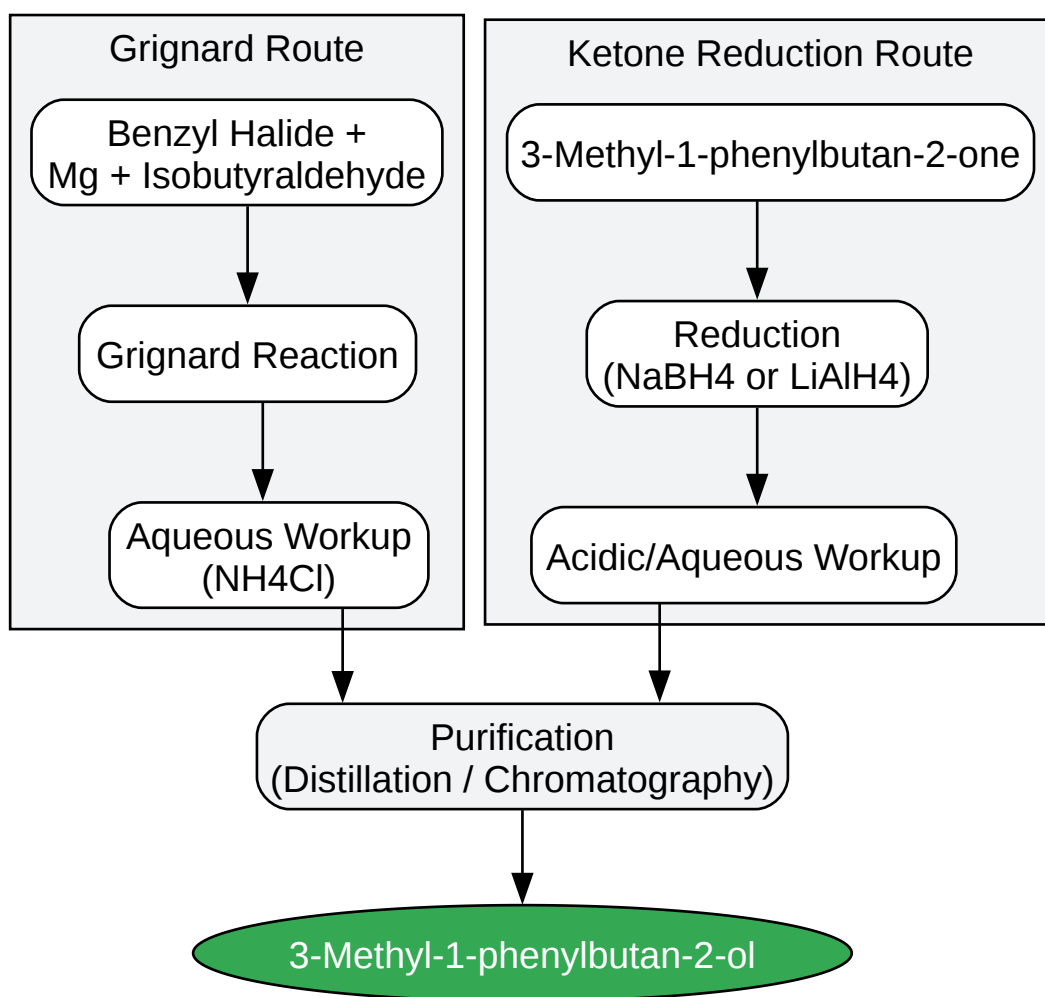 Grignard Route
Benzyl Halide +
Mg + Isobutyraldehyde
Grignard Reaction
Aqueous Workup
(NH4Cl)
Ketone Reduction Route
3-Methyl-1-phenylbutan-2-one
Reduction
(NaBH4 or LiAlH4)
Acidic/Aqueous Workup
Purification
(Distillation / Chromatography)
3-Methyl-1-phenylbutan-2-ol